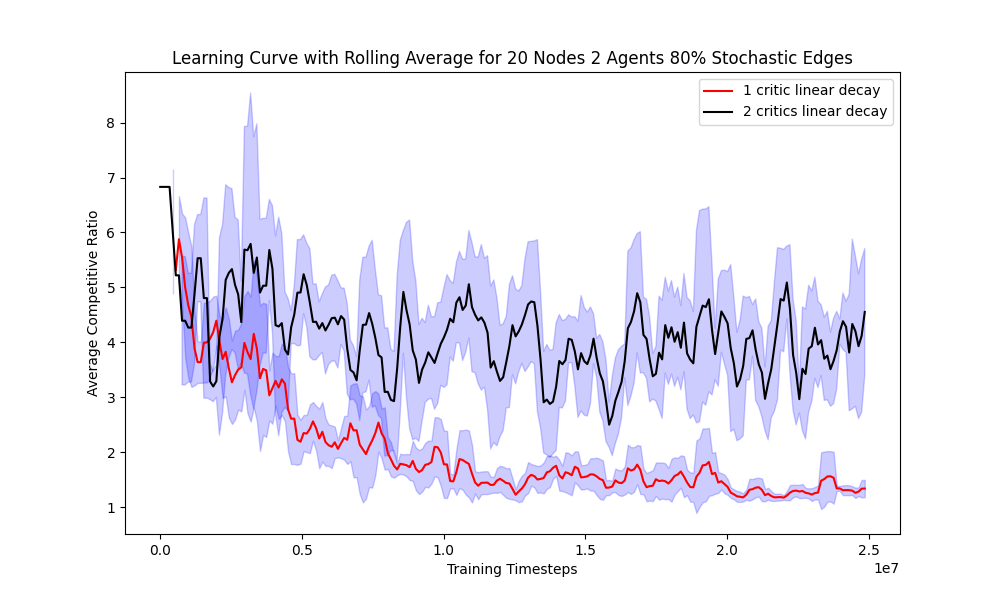 Learning Curve with Rolling Average for 20 Nodes 2 Agents 80% Stochastic Edges
1 critic linear decay
2 critics linear decay
Average Competitive Ratio
8
7
6
5
4
3
2
1
0.0 0.5 1.0 1.5 2.0 2.5
1e7
Training Timesteps